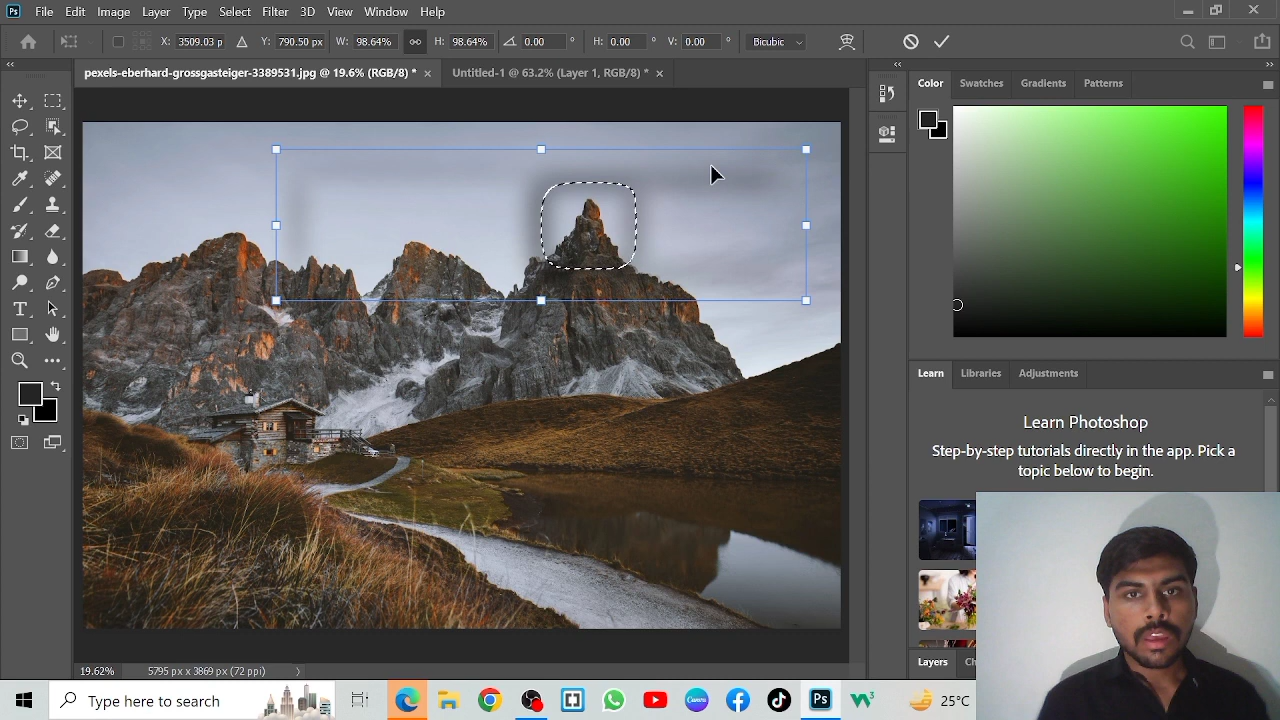 Ps File Edit Image Layer Type Select Filter 3D View Window Help
X: 3509.03 p Y: 790.50 px W: 98.64% H: 98.64% 0.00 ° H: 0.00 ° V: 0.00 ° Bicubic
pexels-eberhard-grossgasteiger-3389531.jpg @ 19.6% (RGB/8) * × Untitled-1 @ 63.2% (Layer 1, RGB/8) * ×
Color Swatches Gradients Patterns
Learn Libraries Adjustments
Learn Photoshop
Step-by-step tutorials directly in the app. Pick a
topic below to begin.
Layers Ch
19.62% 5795 px x 3869 px (72 ppi)
Type here to search
Canva
Ps
25°C